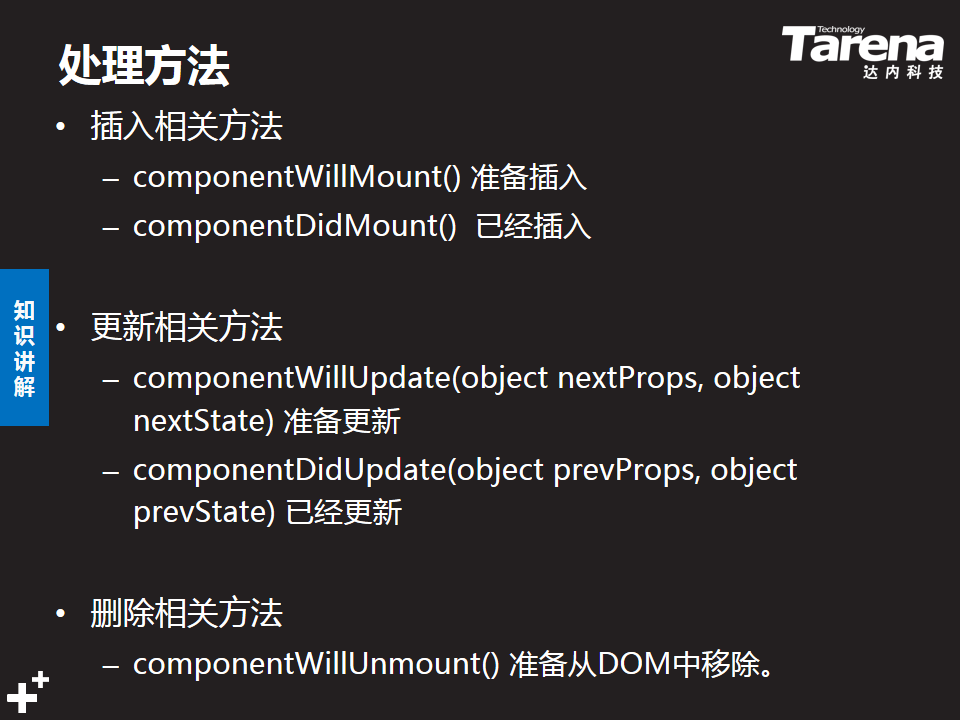 处理方法
Technology
Tarena
达内科技
• 插入相关方法
– componentWillMount() 准备插入
– componentDidMount() 已经插入
知识讲解
• 更新相关方法
– componentWillUpdate(object nextProps, object
nextState) 准备更新
– componentDidUpdate(object prevProps, object
prevState) 已经更新
• 删除相关方法
– componentWillUnmount() 准备从DOM中移除。